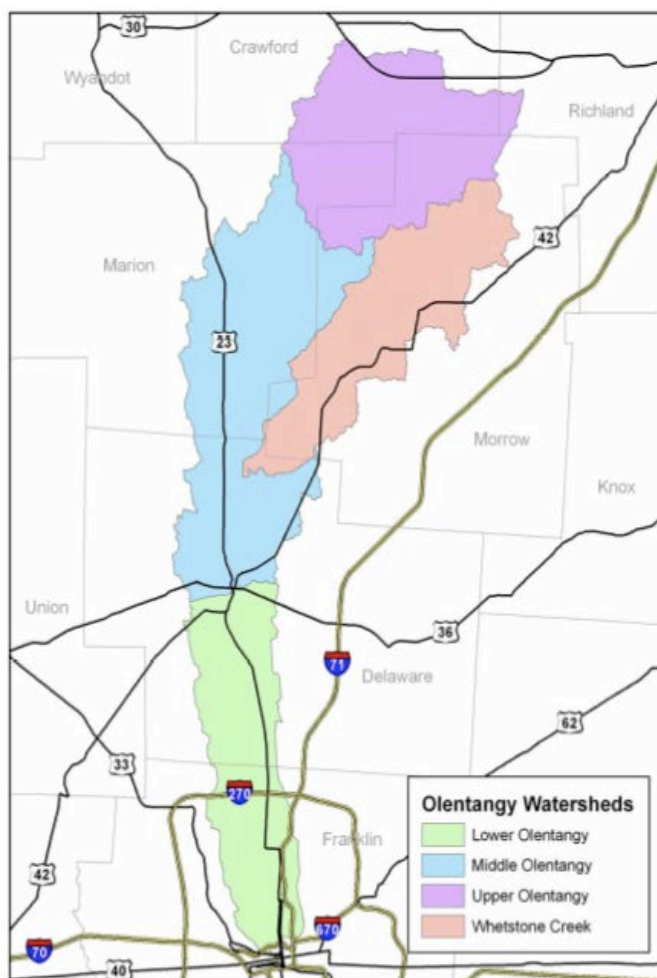 30
Crawford
Wyandot
Richland
42
Marion
23
Morrow
Knox
Union
36
71
Delaware
62
33
270
Olentangy Watersheds
Lower Olentangy
Franklin
Middle Olentangy
42
Upper Olentangy
670
Whetstone Creek
70
40